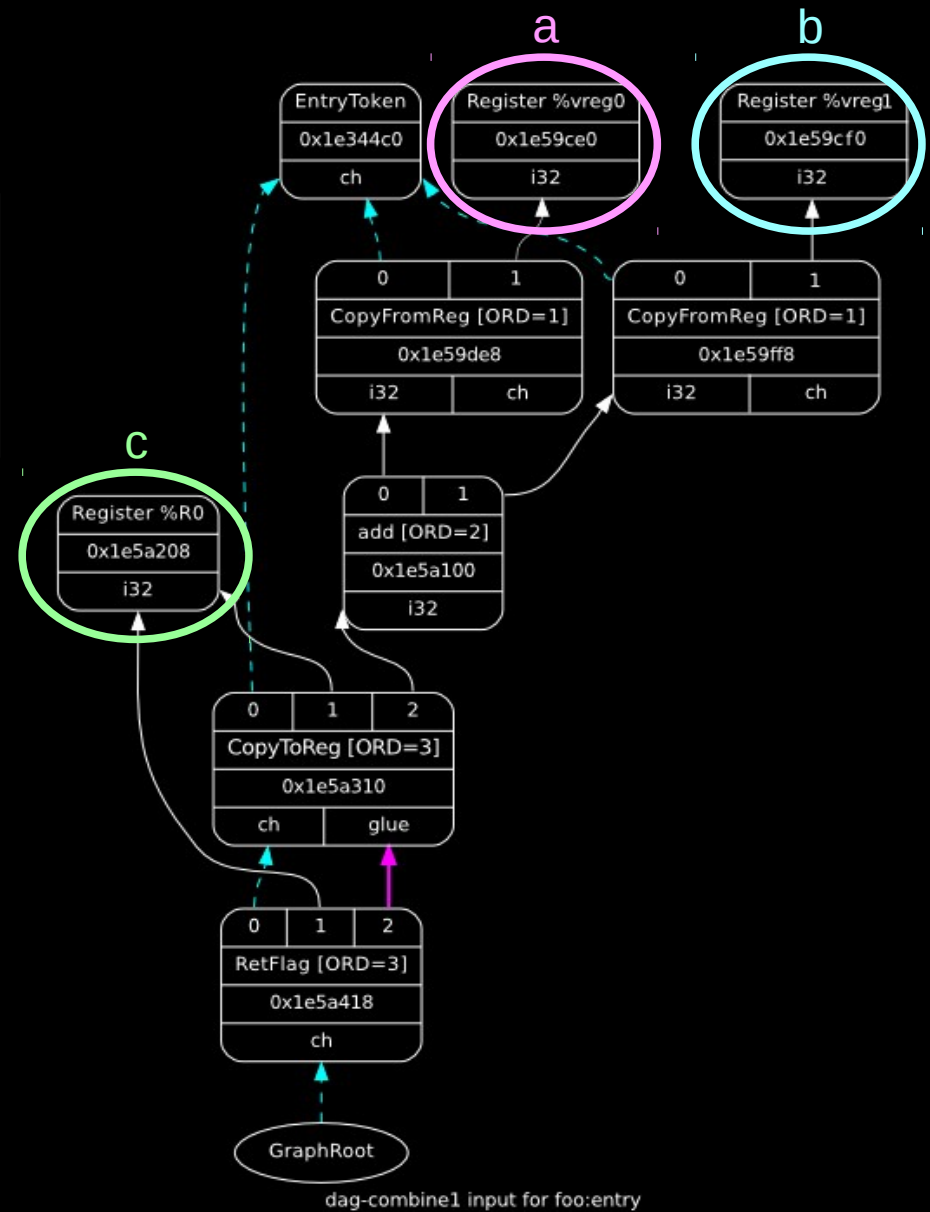 a
b
EntryToken
0x1e344c0
ch
Register %vreg0
0x1e59ce0
i32
Register %vreg1
0x1e59cf0
i32
0 1
CopyFromReg [ORD=1]
0x1e59de8
i32 ch
0 1
CopyFromReg [ORD=1]
0x1e59ff8
i32 ch
c
Register %R0
0x1e5a208
i32
0 1
add [ORD=2]
0x1e5a100
i32
0 1 2
CopyToReg [ORD=3]
0x1e5a310
ch glue
0 1 2
RetFlag [ORD=3]
0x1e5a418
ch
GraphRoot
dag-combine1 input for foo:entry